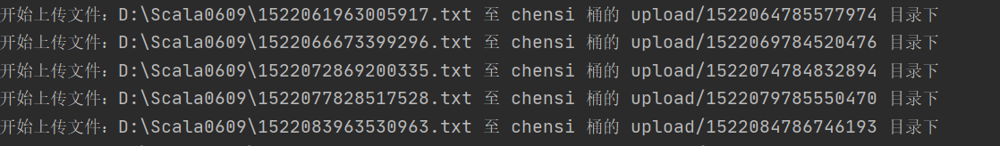 开始上传文件：D:\Scala0609\1522061963005917.txt 至 chensi 桶的 upload/1522064785577974 目录下
开始上传文件：D:\Scala0609\1522066673399296.txt 至 chensi 桶的 upload/1522069784520476 目录下
开始上传文件：D:\Scala0609\1522072869200335.txt 至 chensi 桶的 upload/1522074784832894 目录下
开始上传文件：D:\Scala0609\1522077828517528.txt 至 chensi 桶的 upload/1522079785550470 目录下
开始上传文件：D:\Scala0609\1522083963530963.txt 至 chensi 桶的 upload/1522084786746193 目录下